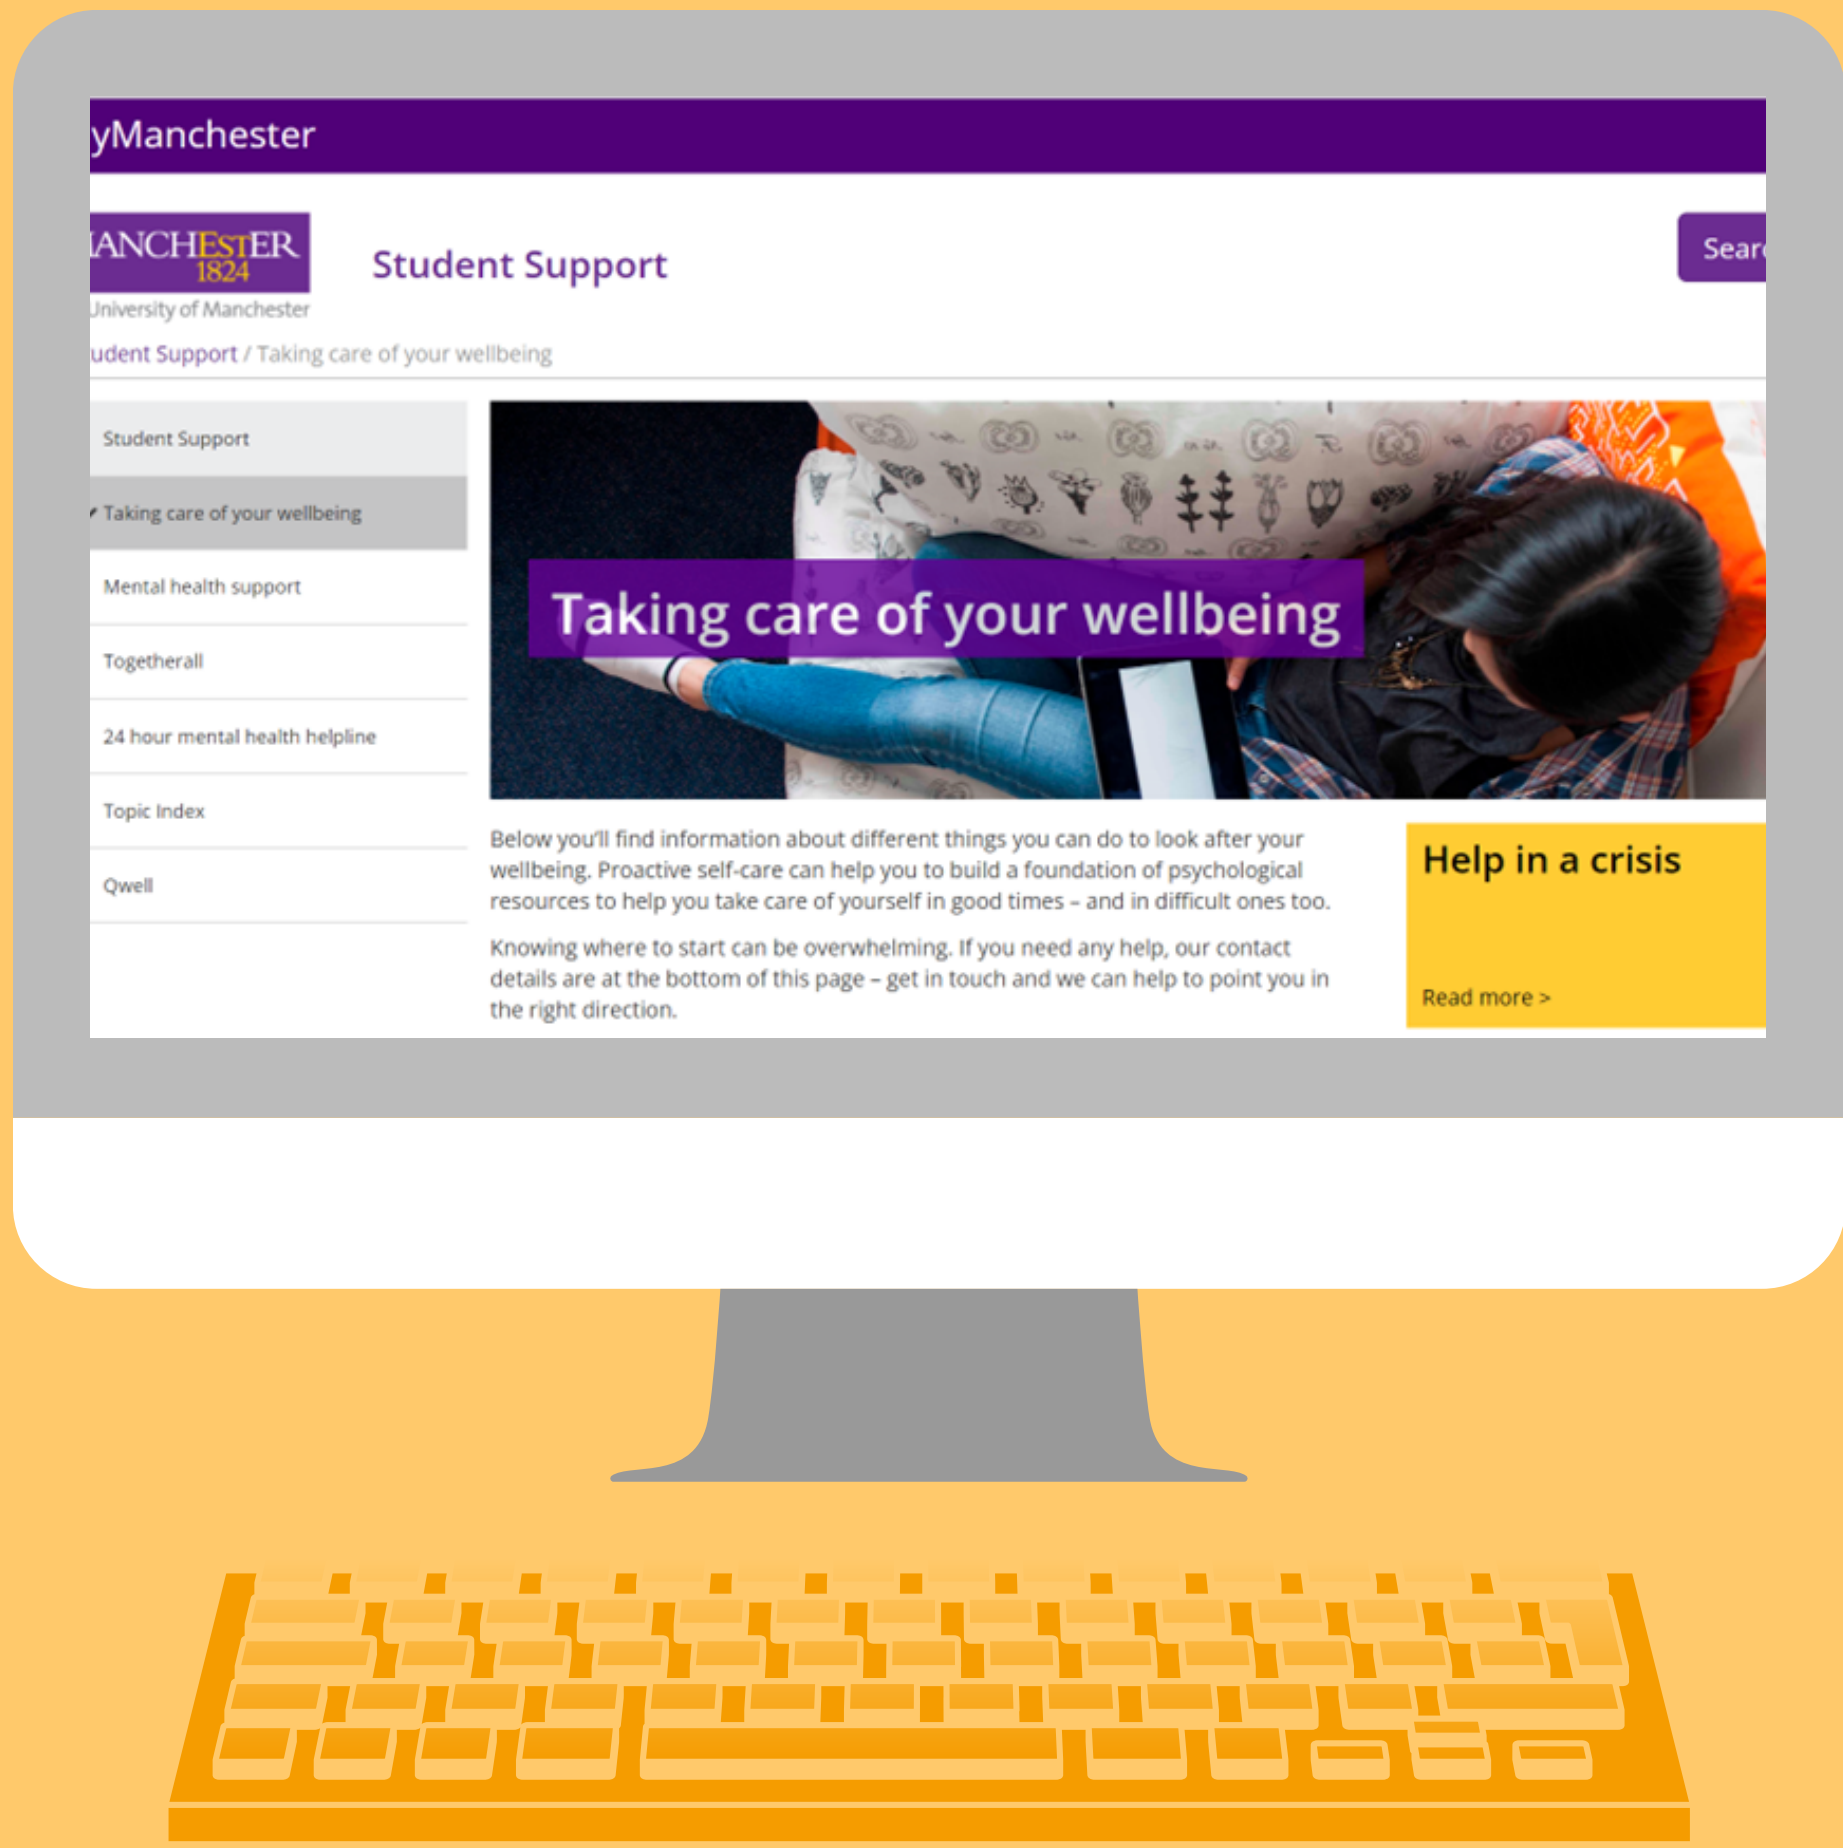 yManchester
MANCHESTER
1824
University of Manchester
Student Support
Sear
udent Support / Taking care of your wellbeing
Student Support
Taking care of your wellbeing
Mental health support
Togetherall
24 hour mental health helpline
Topic Index
Qwell
Taking care of your wellbeing
Below you'll find information about different things you can do to look after your
wellbeing. Proactive self-care can help you to build a foundation of psychological
resources to help you take care of yourself in good times – and in difficult ones too.
Knowing where to start can be overwhelming. If you need any help, our contact
details are at the bottom of this page – get in touch and we can help to point you in
the right direction.
Help in a crisis
Read more >